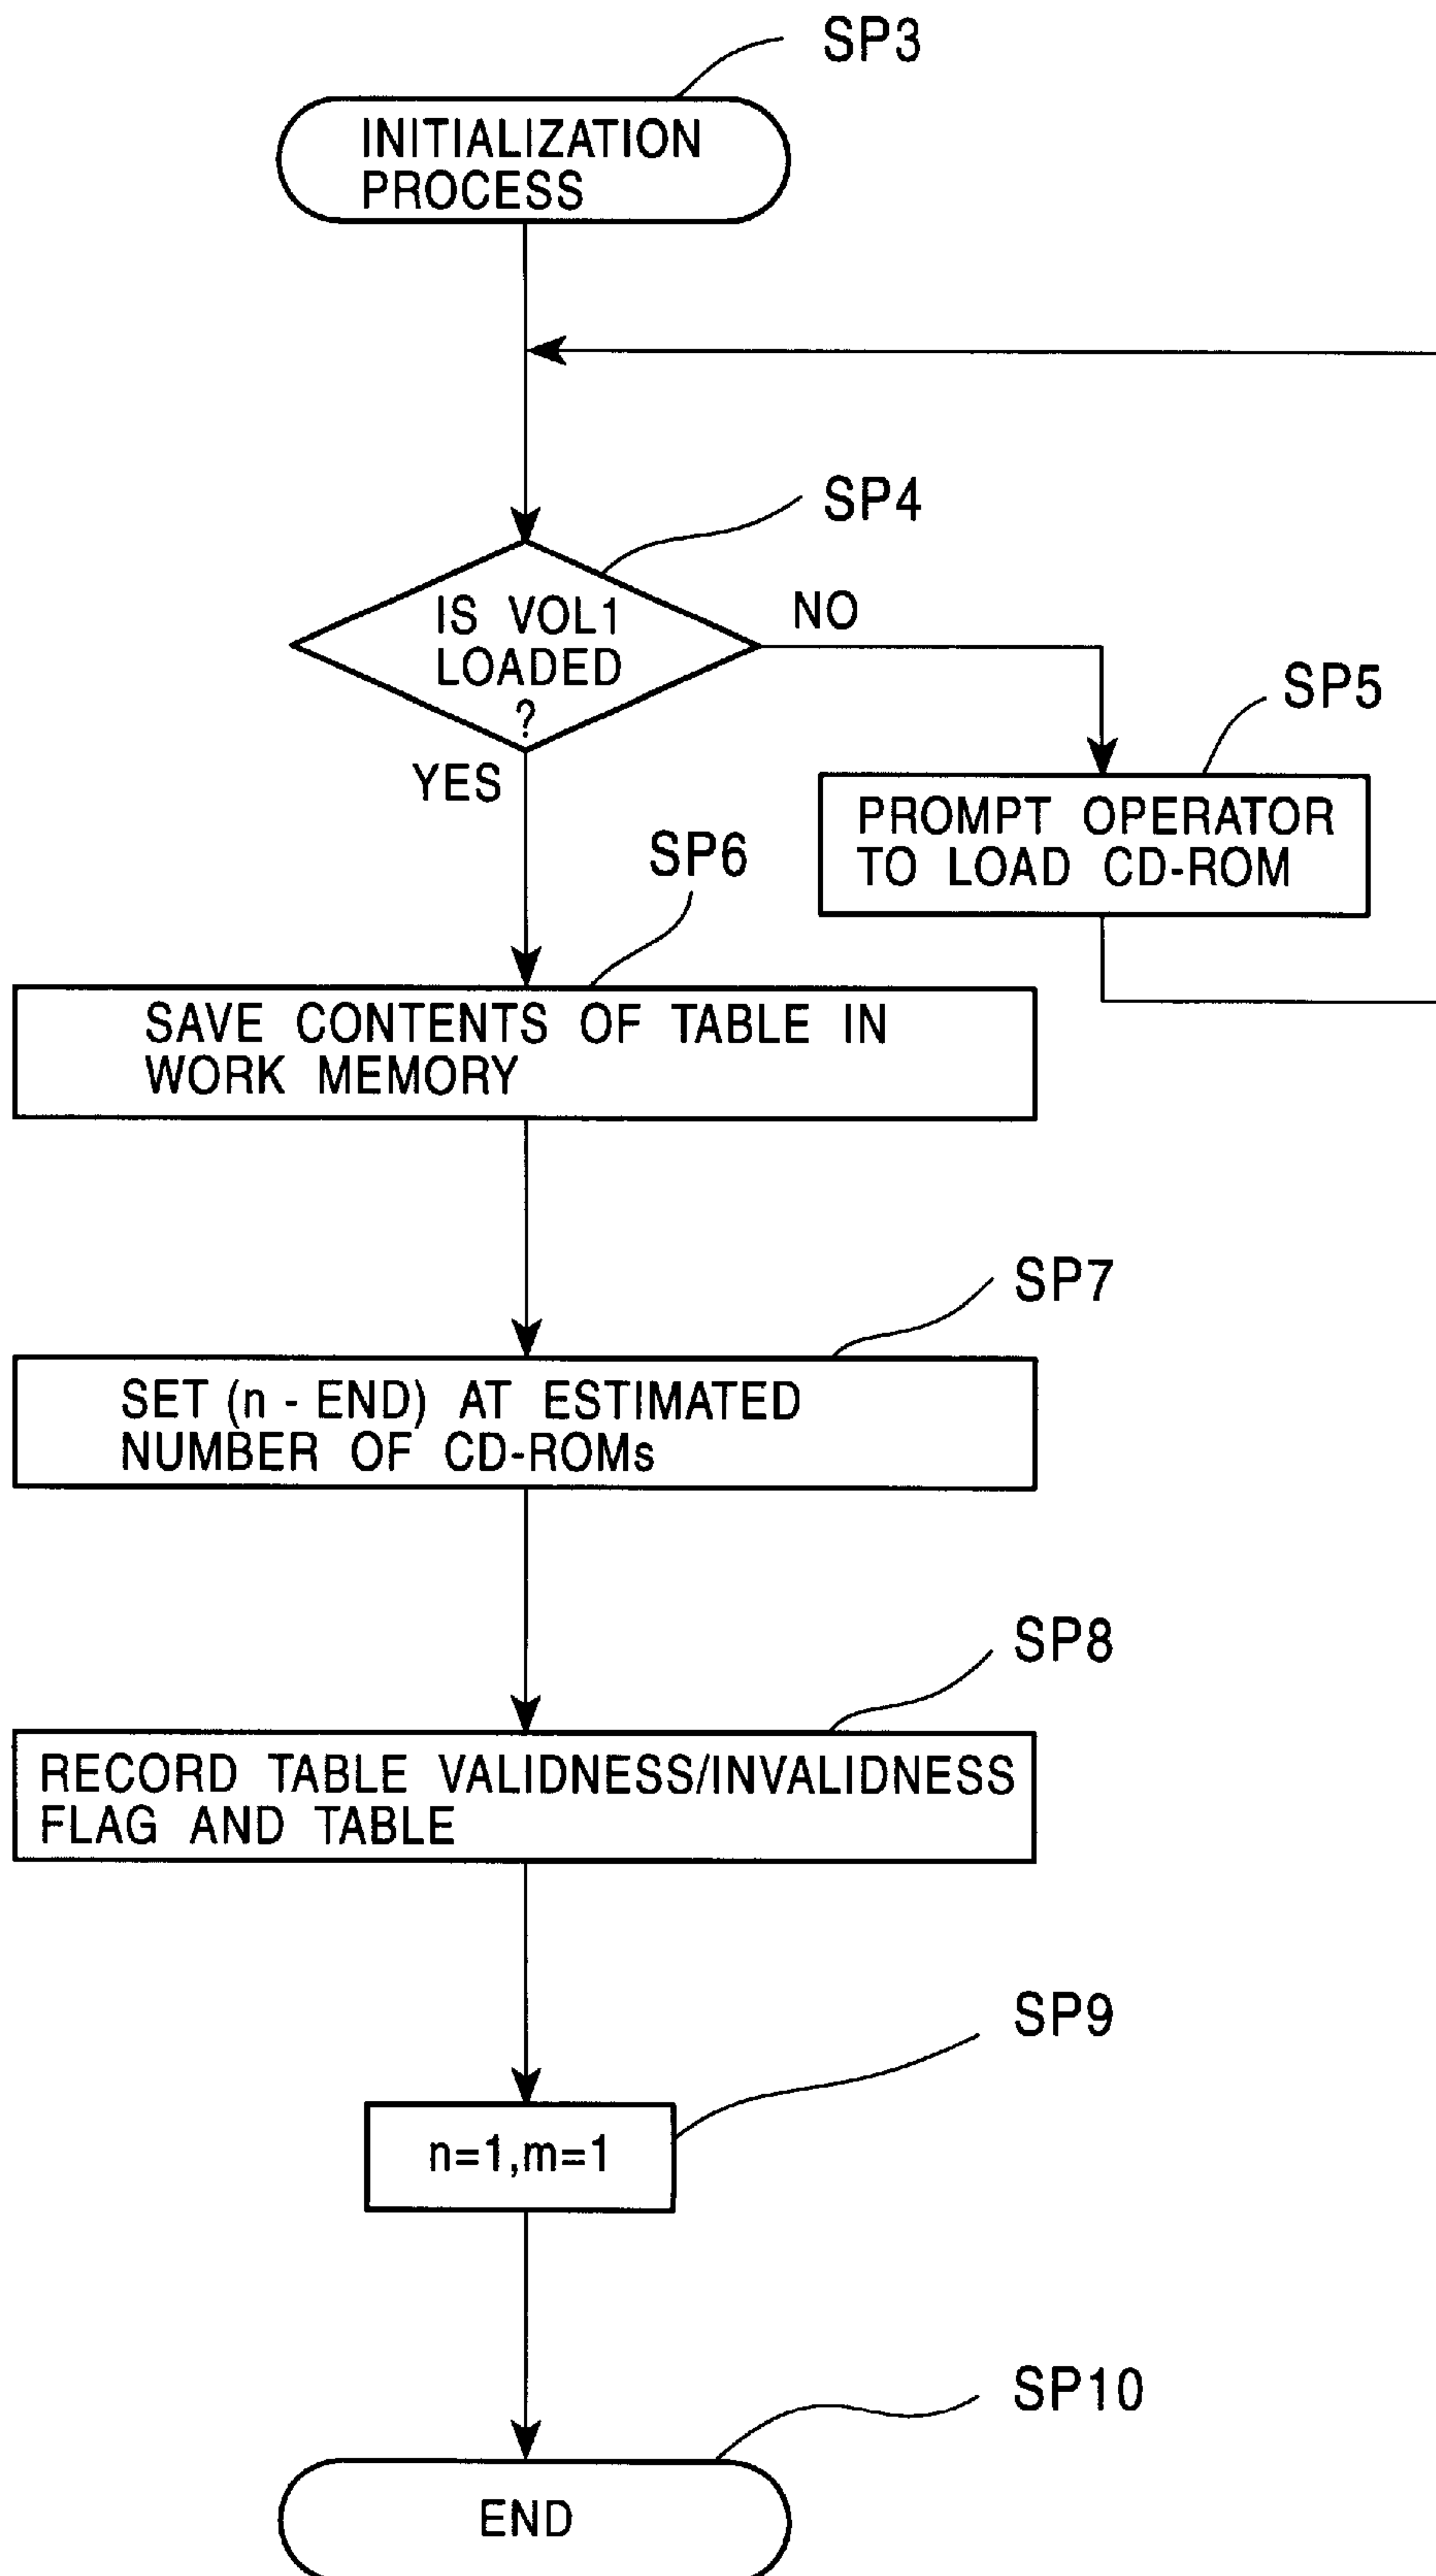 SP3
INITIALIZATION
PROCESS
SP4
IS VOL1
LOADED
?
NO
YES
SP5
PROMPT OPERATOR
TO LOAD CD-ROM
SP6
SAVE CONTENTS OF TABLE IN
WORK MEMORY
SP7
SET (n - END) AT ESTIMATED
NUMBER OF CD-ROMs
SP8
RECORD TABLE VALIDNESS/INVALIDNESS
FLAG AND TABLE
SP9
n=1,m=1
SP10
END